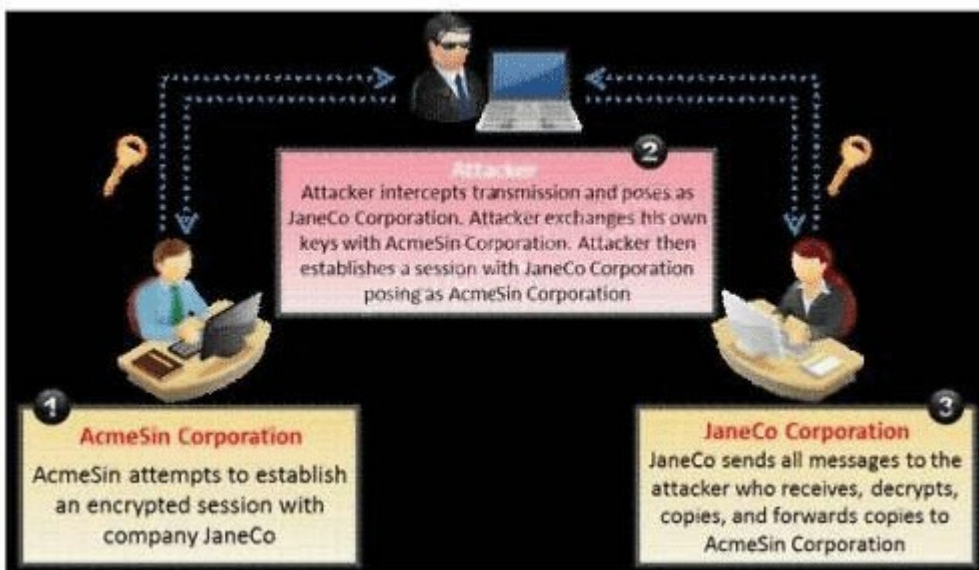 2
Attacker
Attacker intercepts transmission and poses as
JaneCo Corporation. Attacker exchanges his own
keys with AcmeSin Corporation. Attacker then
establishes a session with JaneCo Corporation
posing as AcmeSin Corporation
1
AcmeSin Corporation
AcmeSin attempts to establish
an encrypted session with
company JaneCo
3
JaneCo Corporation
JaneCo sends all messages to the
attacker who receives, decrypts,
copies, and forwards copies to
AcmeSin Corporation